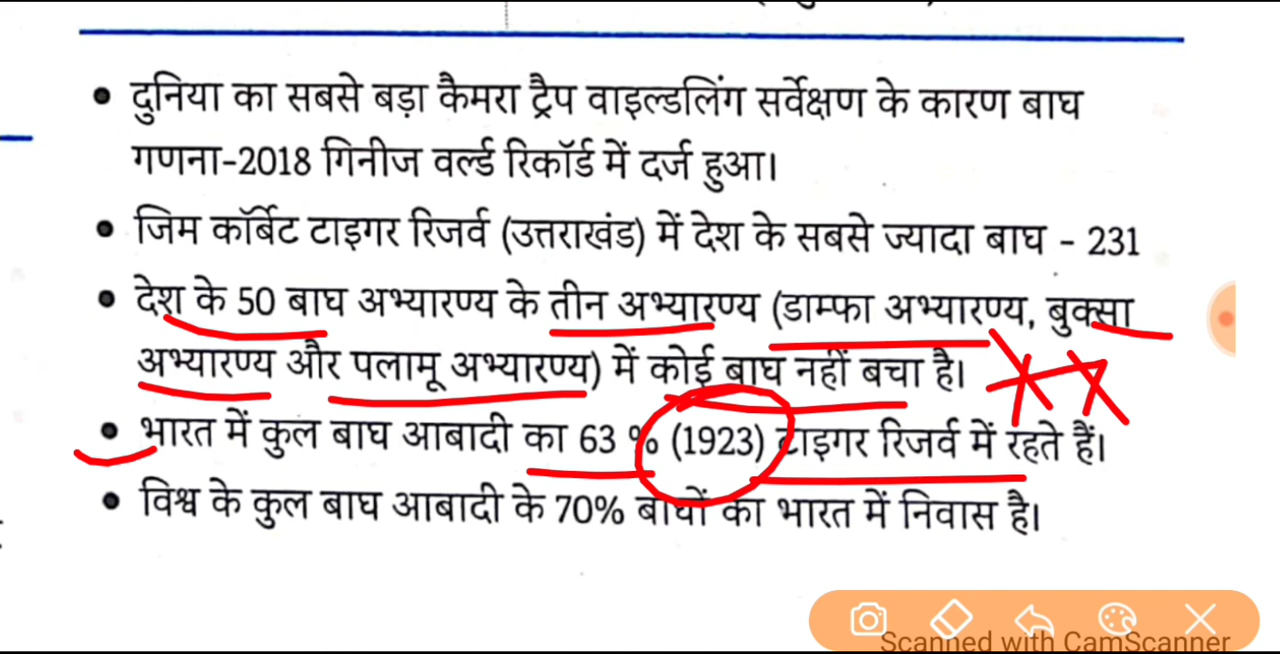 • दुनिया का सबसे बड़ा कैमरा ट्रैप वाइल्डलिंग सर्वेक्षण के कारण बाघ
गणना-2018 गिनीज वर्ल्ड रिकॉर्ड में दर्ज हुआ।
• जिम कॉर्बेट टाइगर रिजर्व (उत्तराखंड) में देश के सबसे ज्यादा बाघ - 231
• देश के 50 बाघ अभ्यारण्य के तीन अभ्यारण्य (डाम्फा अभ्यारण्य, बुक्सा
अभ्यारण्य और पलामू अभ्यारण्य) में कोई बाघ नहीं बचा है।
• भारत में कुल बाघ आबादी का 63 % (1923) टाइगर रिजर्व में रहते हैं।
• विश्व के कुल बाघ आबादी के 70% बाघों का भारत में निवास है।
Scanned with CamScanner